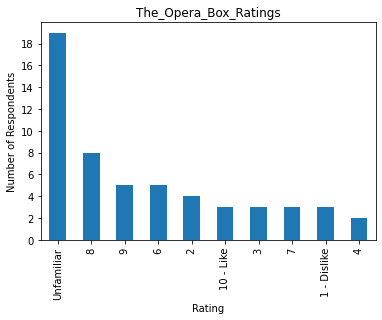 The_Opera_Box_Ratings
Number of Respondents
18
16
14
12
10
8
6
4
2
0
Unfamiliar
8
9
6
2
10 - Like
3
7
1 - Dislike
4
Rating